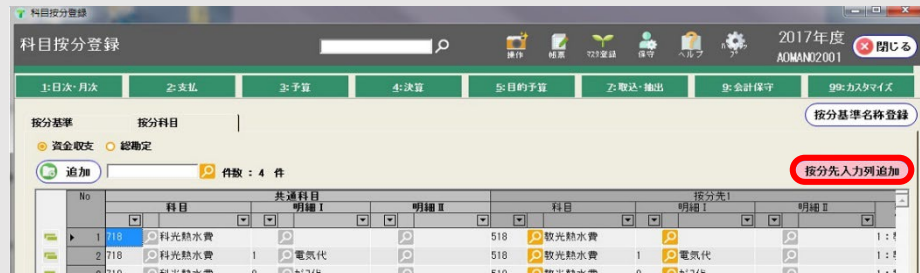 科目按分登録
科目按分登録
操作 帳票 マスタ登録 保守 ヘルプ
2017年度
AOMANO2001
閉じる
1:日次・月次 2:支払 3:予算 4:決算 5:目的予算 7:取込・抽出 9:会計保守 99:カスタマイズ
按分基準 按分科目
按分基準名称登録
資金収支 総勘定
追加 件数 : 4 件
按分先入力列追加
No 共通科目 按分先1
科目 明細Ⅰ 明細Ⅱ 科目 明細Ⅰ 明細Ⅱ
1 718 科光熱水費 518 教光熱水費 1:
2 718 科光熱水費 1 電気代 518 教光熱水費 1 電気代 1: